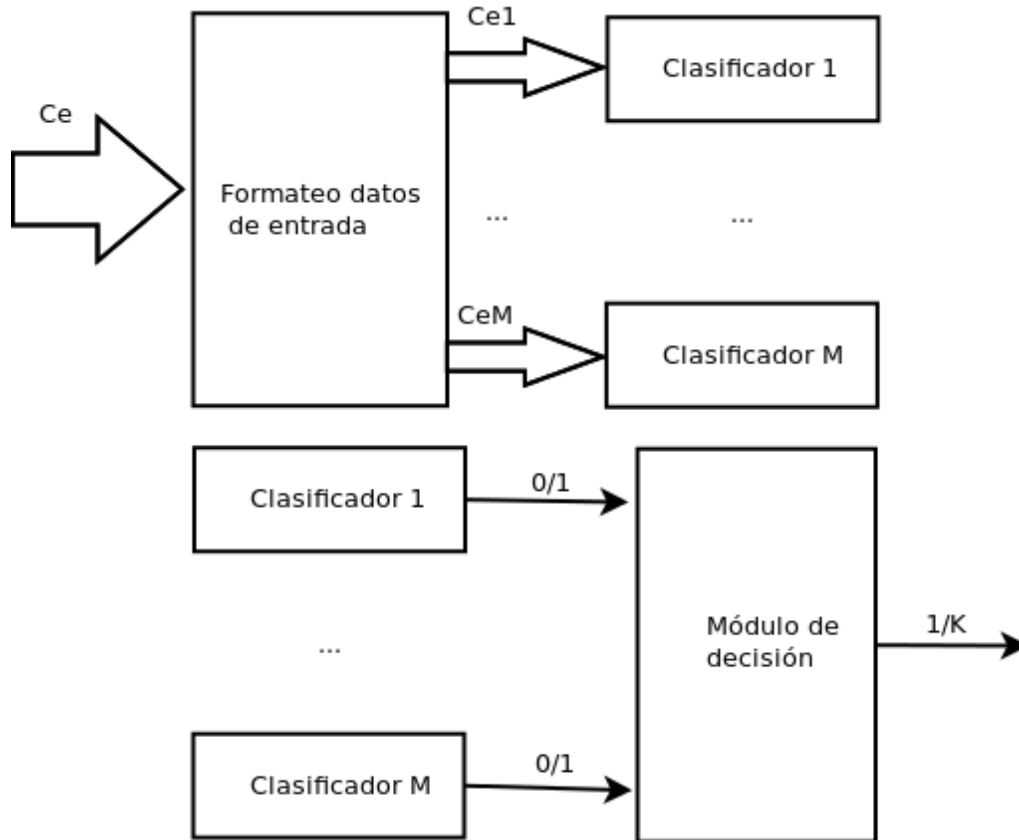 Ce1
Clasificador 1
Ce
Formateo datos
de entrada
...
...
CeM
Clasificador M
Clasificador 1
0/1
Módulo de
decisión
1/K
...
0/1
Clasificador M